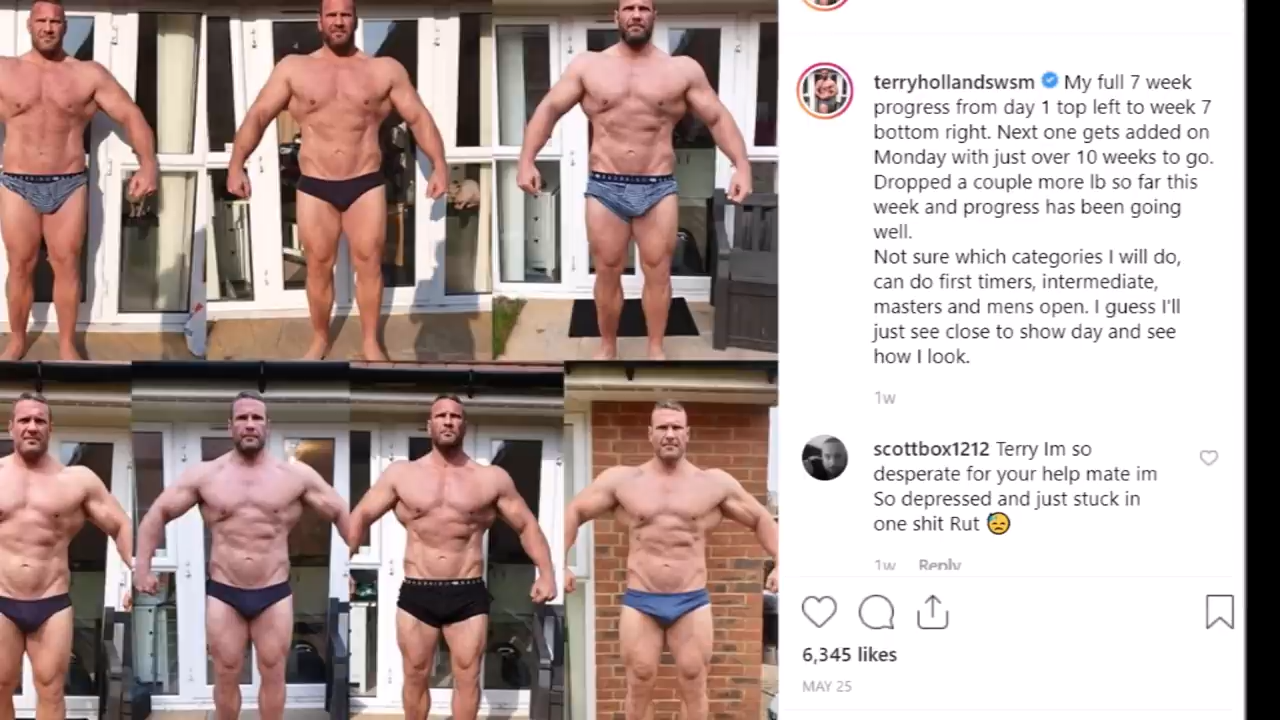 terryhollandswsm My full 7 week
progress from day 1 top left to week 7
bottom right. Next one gets added on
Monday with just over 10 weeks to go.
Dropped a couple more lb so far this
week and progress has been going
well.
Not sure which categories I will do,
can do first timers, intermediate,
masters and mens open. I guess I'll
just see close to show day and see
how I look.
1w
scottbox1212 Terry Im so
desperate for your help mate im
So depressed and just stuck in
one shit Rut
1w Reply
6,345 likes
MAY 25